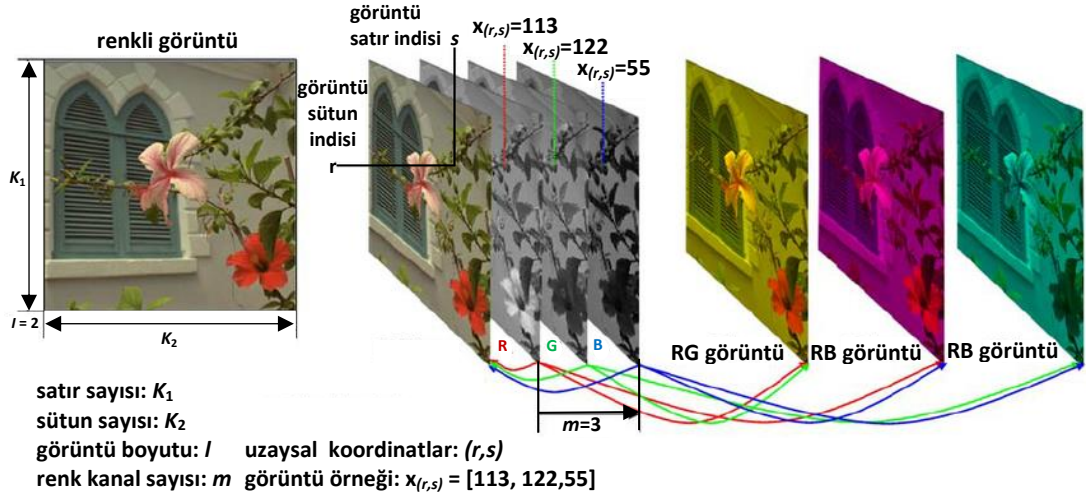 renkli görüntü
K1
l = 2
K2
görüntü
satır indisi s
görüntü
sütun
indisi
r
x(r,s)=113
x(r,s)=122
x(r,s)=55
R
G
B
m=3
RG görüntü
RB görüntü
RB görüntü
satır sayısı: K1
sütun sayısı: K2
görüntü boyutu: l uzaysal koordinatlar: (r,s)
renk kanal sayısı: m görüntü örneği: x(r,s) = [113, 122,55]